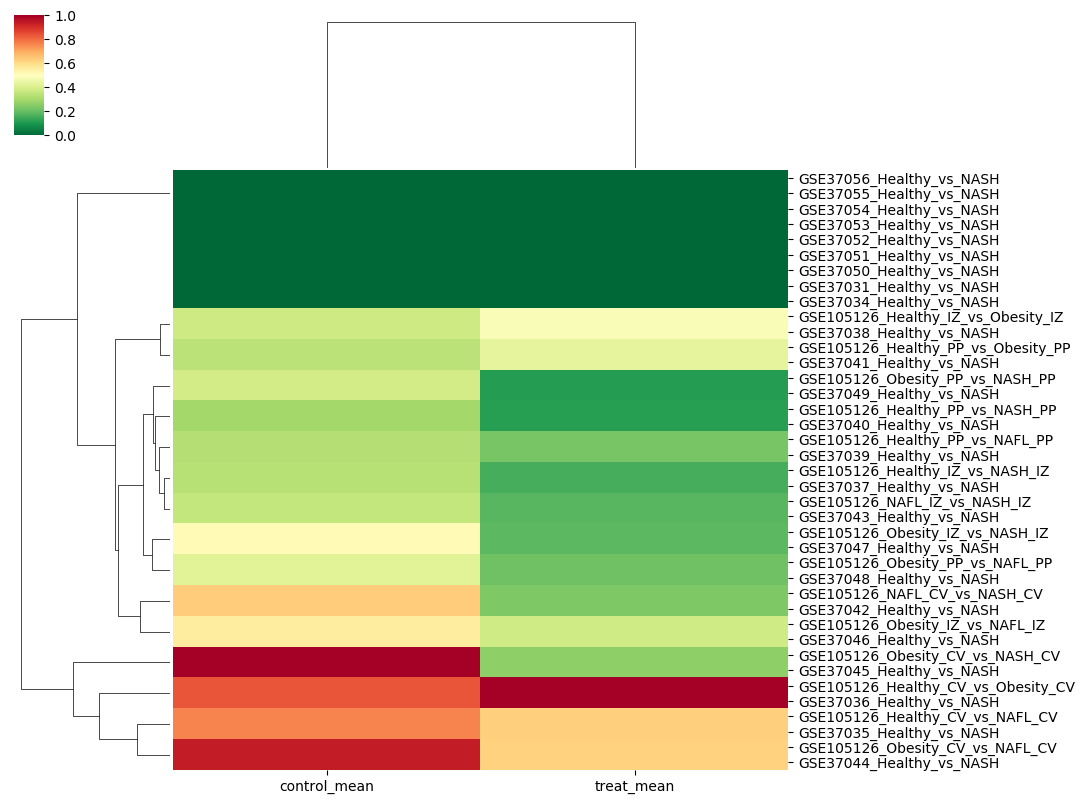 1.0
0.8
0.6
0.4
0.2
0.0
GSE37056_Healthy_vs_NASH
GSE37055_Healthy_vs_NASH
GSE37054_Healthy_vs_NASH
GSE37053_Healthy_vs_NASH
GSE37052_Healthy_vs_NASH
GSE37051_Healthy_vs_NASH
GSE37050_Healthy_vs_NASH
GSE37031_Healthy_vs_NASH
GSE37034_Healthy_vs_NASH
GSE105126_Healthy_IZ_vs_Obesity_IZ
GSE37038_Healthy_vs_NASH
GSE105126_Healthy_PP_vs_Obesity_PP
GSE37041_Healthy_vs_NASH
GSE105126_Obesity_PP_vs_NASH_PP
GSE37049_Healthy_vs_NASH
GSE105126_Healthy_PP_vs_NASH_PP
GSE37040_Healthy_vs_NASH
GSE105126_Healthy_PP_vs_NAFL_PP
GSE37039_Healthy_vs_NASH
GSE105126_Healthy_IZ_vs_NASH_IZ
GSE37037_Healthy_vs_NASH
GSE105126_NAFL_IZ_vs_NASH_IZ
GSE37043_Healthy_vs_NASH
GSE105126_Obesity_IZ_vs_NASH_IZ
GSE37047_Healthy_vs_NASH
GSE105126_Obesity_PP_vs_NAFL_PP
GSE37048_Healthy_vs_NASH
GSE105126_NAFL_CV_vs_NASH_CV
GSE37042_Healthy_vs_NASH
GSE105126_Obesity_IZ_vs_NAFL_IZ
GSE37046_Healthy_vs_NASH
GSE105126_Obesity_CV_vs_NASH_CV
GSE37045_Healthy_vs_NASH
GSE105126_Healthy_CV_vs_Obesity_CV
GSE37036_Healthy_vs_NASH
GSE105126_Healthy_CV_vs_NAFL_CV
GSE37035_Healthy_vs_NASH
GSE105126_Obesity_CV_vs_NAFL_CV
GSE37044_Healthy_vs_NASH
control_mean
treat_mean